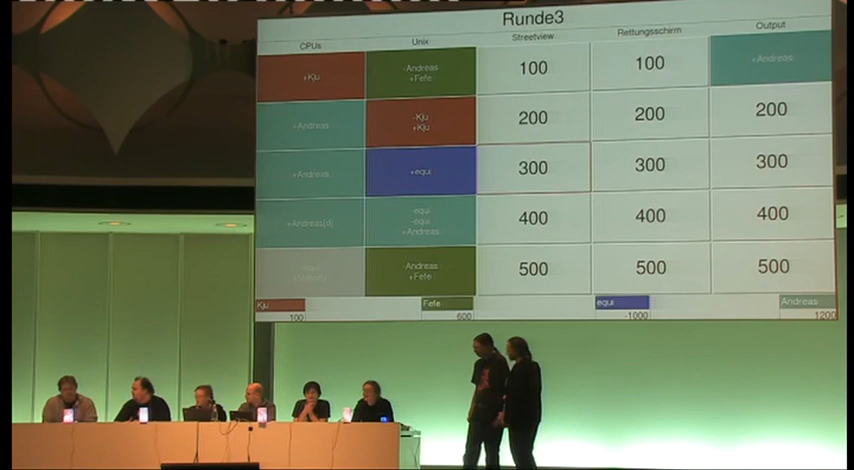 Runde3
CPUs Unix Streetview Rettungsschirm Output
+Kju
-Andreas
+Fefe
100 100
+Andreas
+Andreas
-Kju
+Kju
200 200 200
+Andreas
+equi
300 300 300
+Andreas(d)
-equi
-equi
+Andreas
400 400 400
-Andreas
+Fefe
500 500 500
Kju Fefe equi Andreas
100 600 -1000 1200